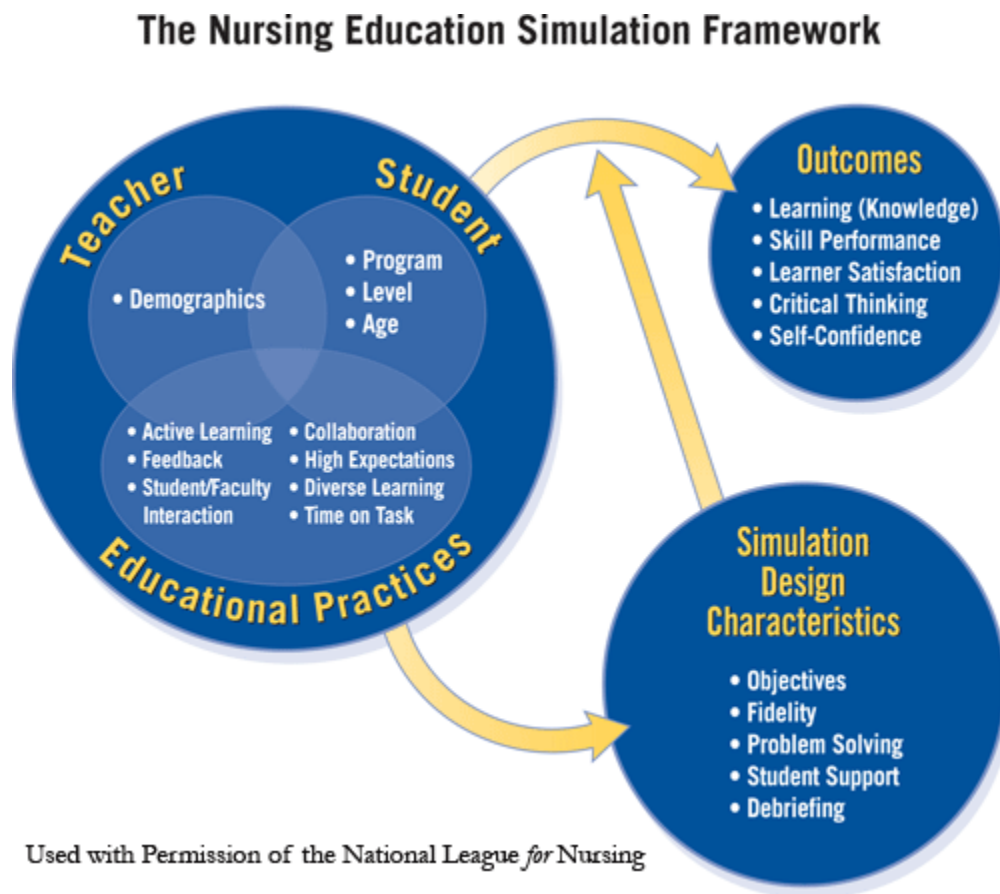 The Nursing Education Simulation Framework
Teacher
Student
• Demographics
• Program
• Level
• Age
• Active Learning
• Feedback
• Student/Faculty
Interaction
• Collaboration
• High Expectations
• Diverse Learning
• Time on Task
Educational Practices
Outcomes
• Learning (Knowledge)
• Skill Performance
• Learner Satisfaction
• Critical Thinking
• Self-Confidence
Simulation
Design
Characteristics
• Objectives
• Fidelity
• Problem Solving
• Student Support
• Debriefing
Used with Permission of the National League for Nursing